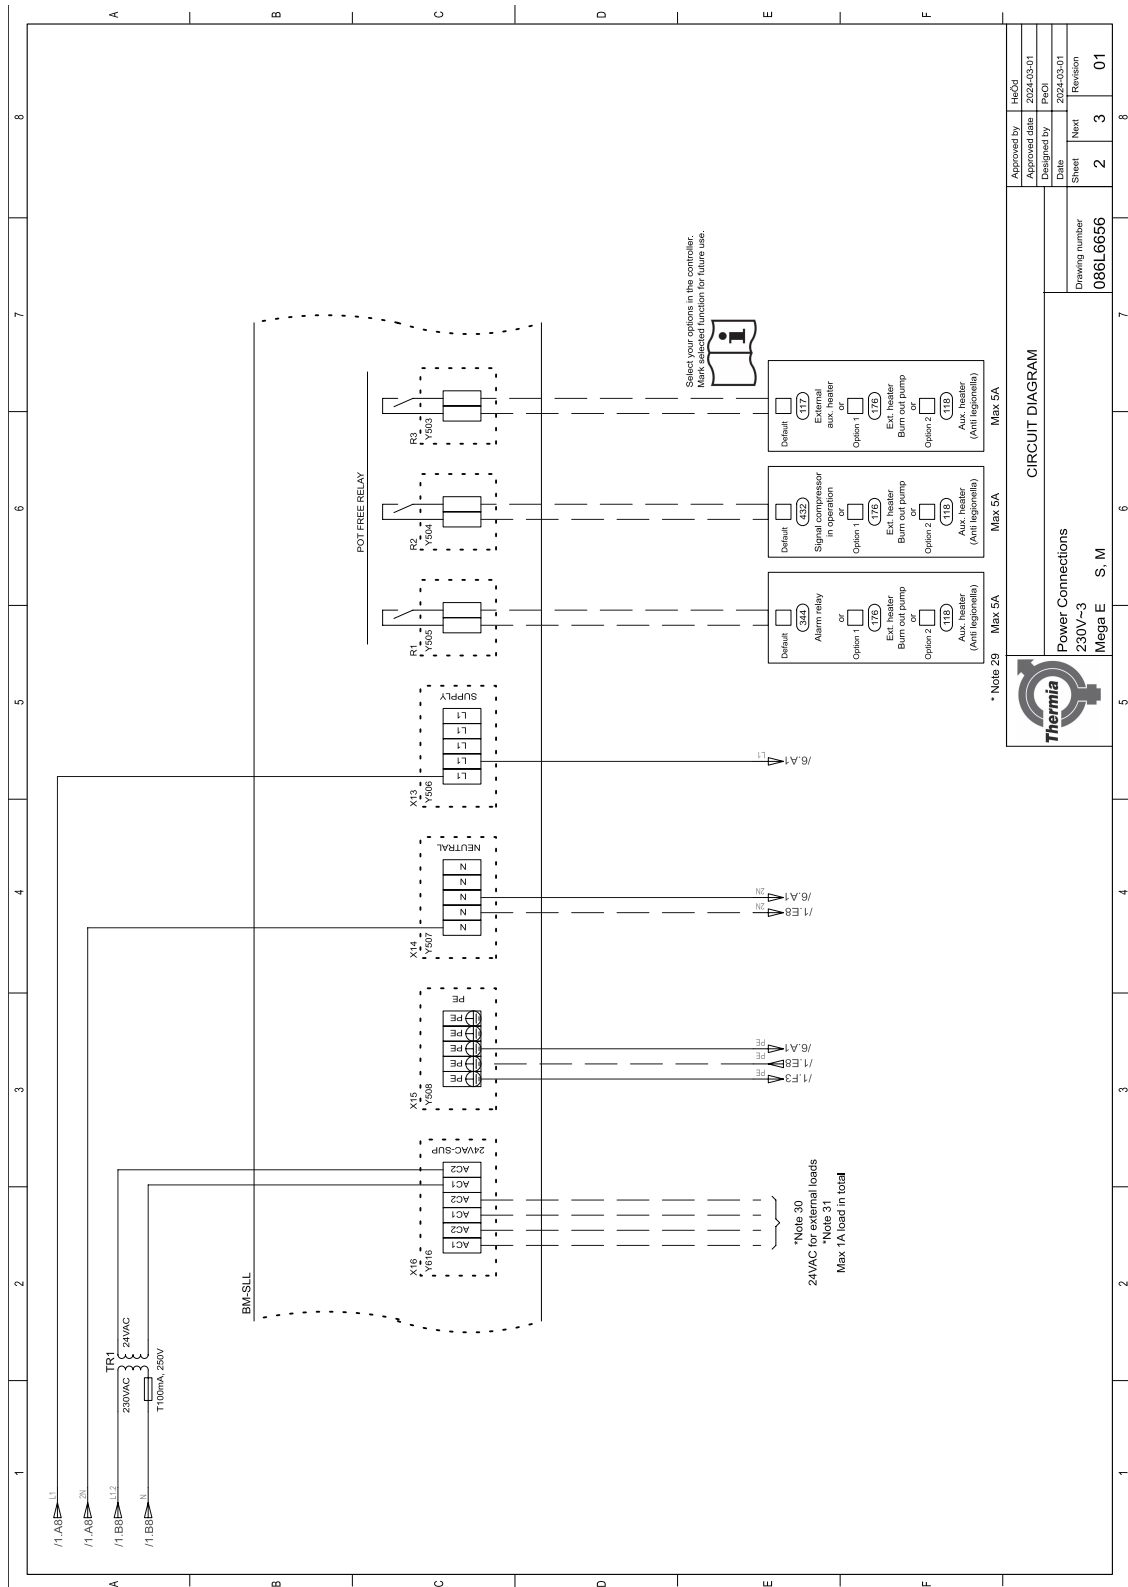 1
2
3
4
5
6
7
8
A
B
C
D
E
F
/1.A8
L1
/1.A8
2N
/1.B8
L1.2
/1.B8
N
TR1
230VAC
24VAC
T100mA, 250V
BM-SLL
POT FREE RELAY
X16
Y616
24VAC-SUP
AC1
AC2
AC1
AC2
AC1
AC2
X15
Y508
PE
PE
PE
PE
PE
PE
X14
Y507
NEUTRAL
N
N
N
N
N
X13
Y506
SUPPLY
L1
L1
L1
L1
L1
R1
Y505
R2
Y504
R3
Y503
*Note 30
24VAC for external loads
*Note 31
Max 1A load in total
PE
/1.F3
PE
/1.E8
PE
/6.A1
2N
/1.E8
2N
/6.A1
L1
/6.A1
Select your options in the controller.
Mark selected function for future use.
i
Default
344
Alarm relay
or
Option 1
176
Ext. heater
Burn out pump
or
Option 2
118
Aux. heater
(Anti legionella)
* Note 29
Max 5A
Default
432
Signal compressor
in operation
or
Option 1
176
Ext. heater
Burn out pump
or
Option 2
118
Aux. heater
(Anti legionella)
Max 5A
Default
117
External
aux. heater
or
Option 1
176
Ext. heater
Burn out pump
or
Option 2
118
Aux. heater
(Anti legionella)
Max 5A
Thermia
CIRCUIT DIAGRAM
Power Connections
230V~3
Mega E S, M
Drawing number
086L6656
Approved by HeÖd
Approved date 2024-03-01
Designed by PeOl
Date 2024-03-01
Sheet Next Revision
2 3 01
A
B
C
D
E
F
1
2
3
4
5
6
7
8